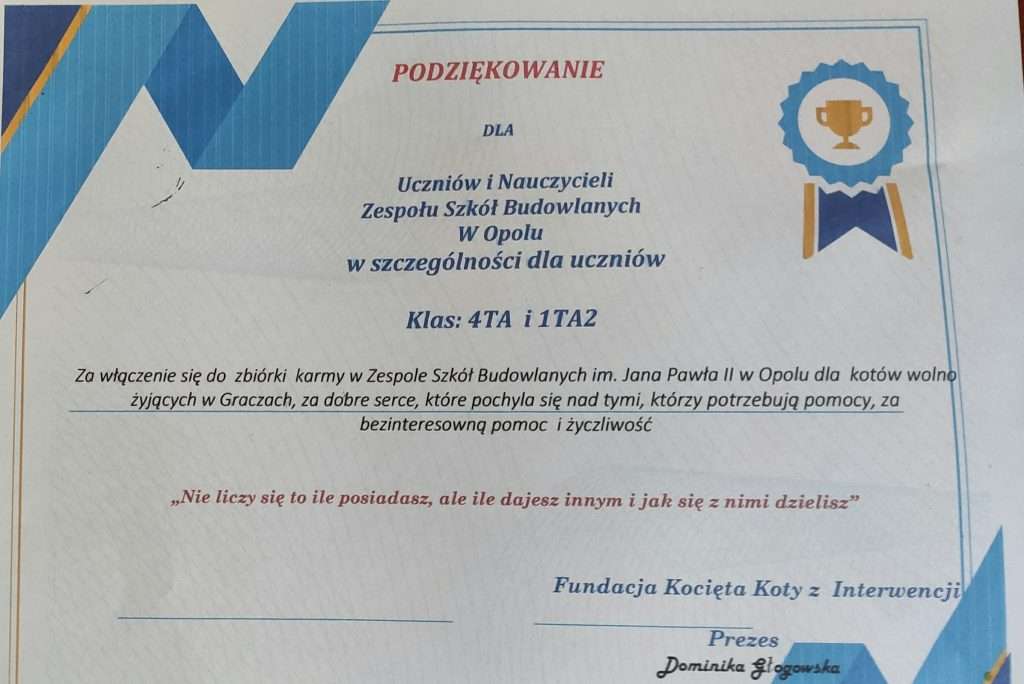 PODZIĘKOWANIE
DLA
Uczniów i Nauczycieli
Zespołu Szkół Budowlanych
W Opolu
w szczególności dla uczniów
Klas: 4TA i 1TA2
Za włączenie się do zbiórki karmy w Zespole Szkół Budowlanych im. Jana Pawła II w Opolu dla kotów wolno
żyjących w Graczach, za dobre serce, które pochyla się nad tymi, którzy potrzebują pomocy, za
bezinteresowną pomoc i życzliwość
„Nie liczy się to ile posiadasz, ale ile dajesz innym i jak się z nimi dzielisz”
Fundacja Kocięta Koty z Interwencji
Prezes
Dominika Głogowska